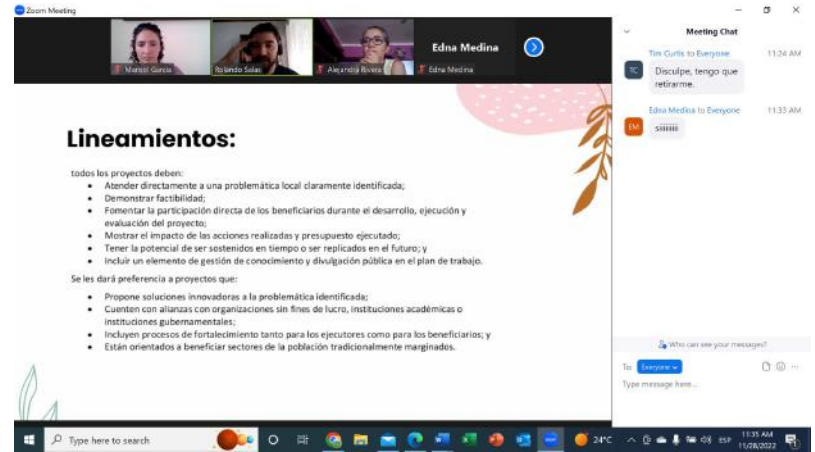 Zoom Meeting
Marisol García
Rolando Salas
Alejandra Rivera
Edna Medina
Edna Medina
Lineamientos:
todos los proyectos deben:
• Atender directamente a una problemática local claramente identificada;
• Demonstrar factibilidad;
• Fomentar la participación directa de los beneficiarios durante el desarrollo, ejecución y
evaluación del proyecto;
• Mostrar el impacto de las acciones realizadas y presupuesto ejecutado;
• Tener la potencial de ser sostenidos en tiempo o ser replicados en el futuro; y
• Incluir un elemento de gestión de conocimiento y divulgación pública en el plan de trabajo.
Se les dará preferencia a proyectos que:
• Propone soluciones innovadoras a la problemática identificada;
• Cuenten con alianzas con organizaciones sin fines de lucro, instituciones académicas o
instituciones gubernamentales;
• Incluyen procesos de fortalecimiento tanto para los ejecutores como para los beneficiarios; y
• Están orientados a beneficiar sectores de la población tradicionalmente marginados.
Meeting Chat
Tim Curtis to Everyone 11:24 AM
TC
Disculpe, tengo que
retirarme.
Edna Medina to Everyone 11:33 AM
EM
siiiiiii
Who can see your messages?
To: Everyone
Type message here...
Type here to search
24°C
ESP
11:35 AM
11/28/2022